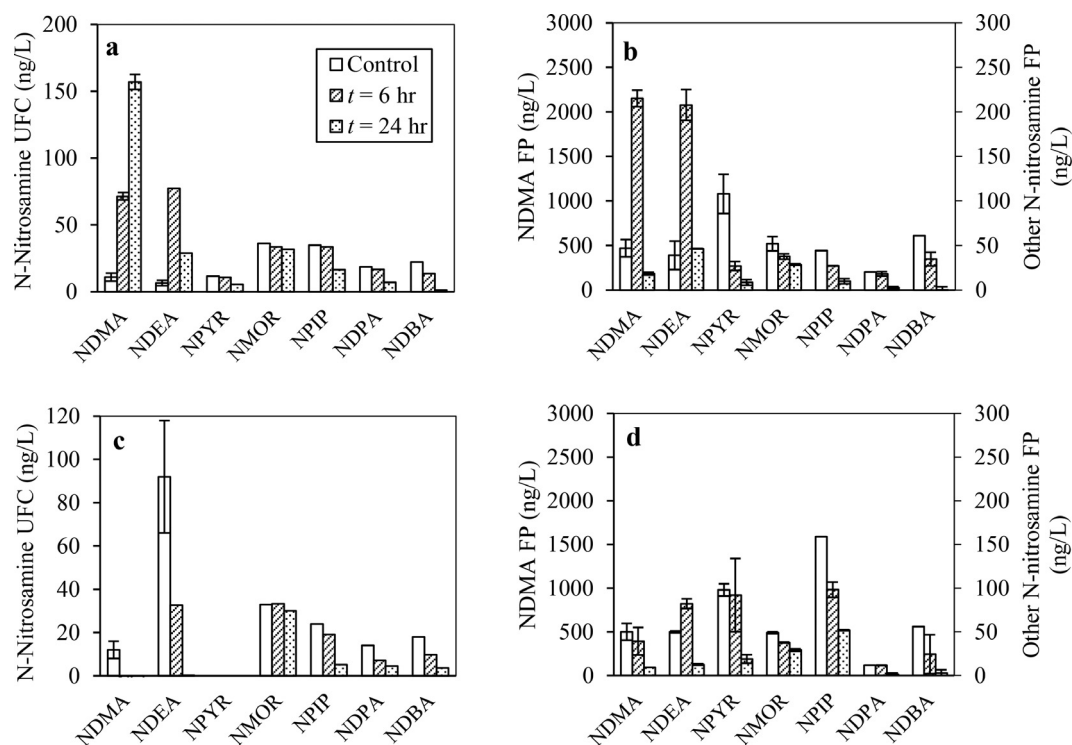 a
N-Nitrosamine UFC (ng/L)
200
150
100
50
0
Control
t = 6 hr
t = 24 hr
NDMA
NDEA
NPYR
NMOR
NPIP
NDPA
NDBA
b
NDMA FP (ng/L)
3000
2500
2000
1500
1000
500
0
300
250
200
150
100
50
0
Other N-nitrosamine FP
(ng/L)
NDMA
NDEA
NPYR
NMOR
NPIP
NDPA
NDBA
c
N-Nitrosamine UFC (ng/L)
120
100
80
60
40
20
0
NDMA
NDEA
NPYR
NMOR
NPIP
NDPA
NDBA
d
NDMA FP (ng/L)
3000
2500
2000
1500
1000
500
0
300
250
200
150
100
50
0
Other N-nitrosamine FP
(ng/L)
NDMA
NDEA
NPYR
NMOR
NPIP
NDPA
NDBA